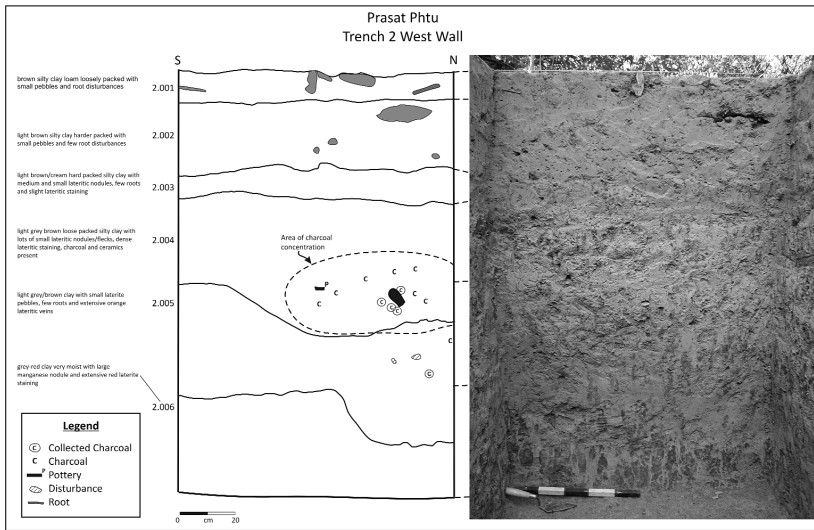 Prasat Phtu
Trench 2 West Wall
S
N
brown silty clay loam loosely packed with
small pebbles and root disturbances
2.001
light brown silty clay harder packed with
small pebbles and few root disturbances
2.002
light brown/cream hard packed silty clay with
medium and small lateritic nodules, few roots
and slight lateritic staining
2.003
light grey brown loose packed silty clay with
lots of small lateritic nodules/flecks, dense
lateritic staining, charcoal and ceramics
present
2.004
Area of charcoal
concentration
C
C
C
C
P
C
C
C
C
C
C
C
C
light grey/brown clay with small laterite
pebbles, few roots and extensive orange
lateritic veins
2.005
C
C
grey-red clay very moist with large
manganese nodule and extensive red laterite
staining
2.006
Legend
C Collected Charcoal
C Charcoal
P Pottery
Disturbance
Root
0 cm 20